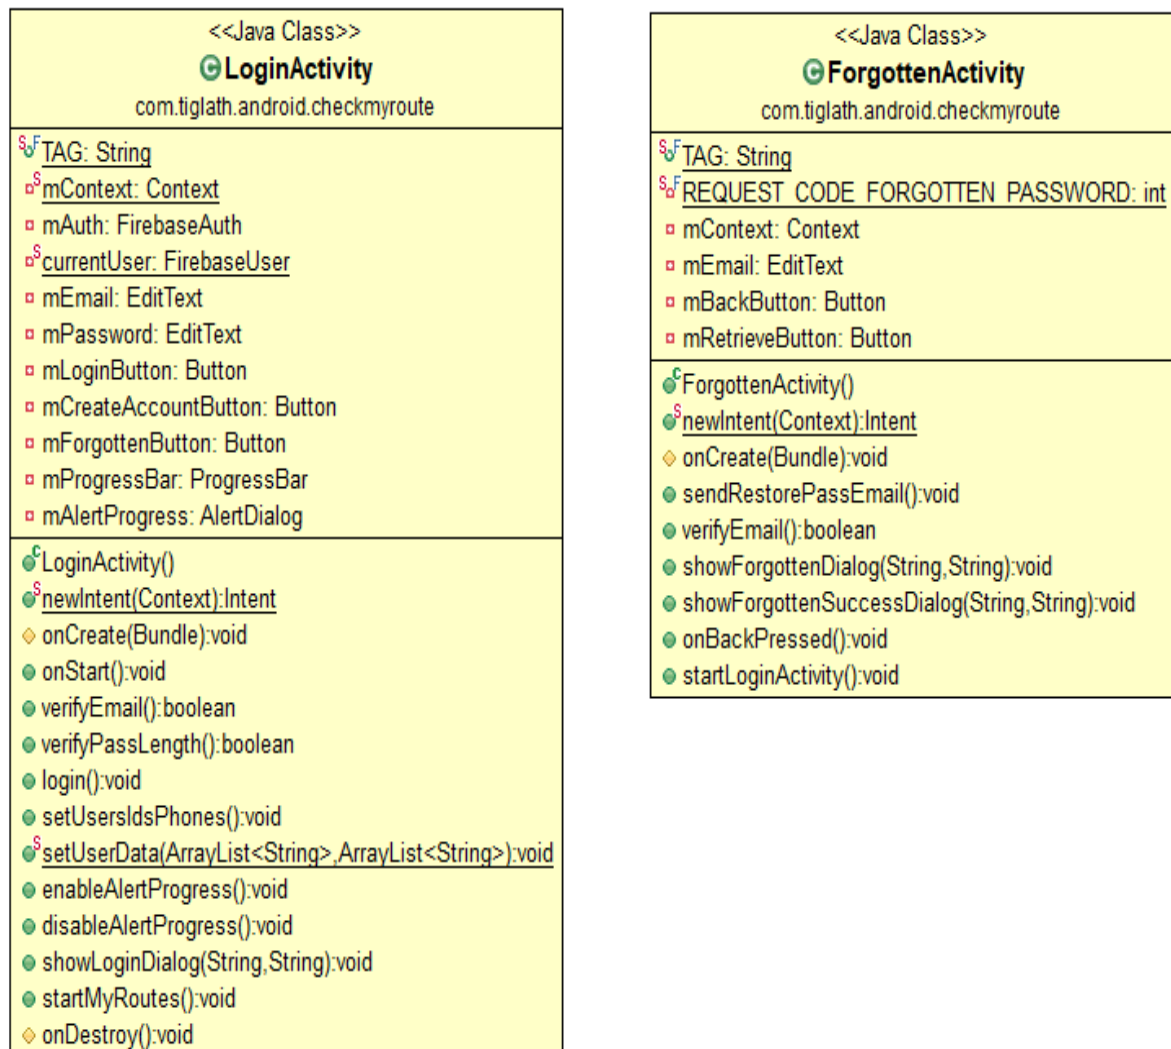 <<Java Class>>
LoginActivity
com.tiglath.android.checkmyroute
TAG: String
mContext: Context
mAuth: FirebaseAuth
currentUser: FirebaseUser
mEmail: EditText
mPassword: EditText
mLoginButton: Button
mCreateAccountButton: Button
mForgottenButton: Button
mProgressBar: ProgressBar
mAlertProgress: AlertDialog
LoginActivity()
newIntent(Context):Intent
onCreate(Bundle):void
onStart():void
verifyEmail():boolean
verifyPassLength():boolean
login():void
setUsersIdsPhones():void
setUserData(ArrayList<String>,ArrayList<String>):void
enableAlertProgress():void
disableAlertProgress():void
showLoginDialog(String,String):void
startMyRoutes():void
onDestroy():void
<<Java Class>>
ForgottenActivity
com.tiglath.android.checkmyroute
TAG: String
REQUEST_CODE_FORGOTTEN_PASSWORD: int
mContext: Context
mEmail: EditText
mBackButton: Button
mRetrieveButton: Button
ForgottenActivity()
newIntent(Context):Intent
onCreate(Bundle):void
sendRestorePassEmail():void
verifyEmail():boolean
showForgottenDialog(String,String):void
showForgottenSuccessDialog(String,String):void
onBackPressed():void
startLoginActivity():void